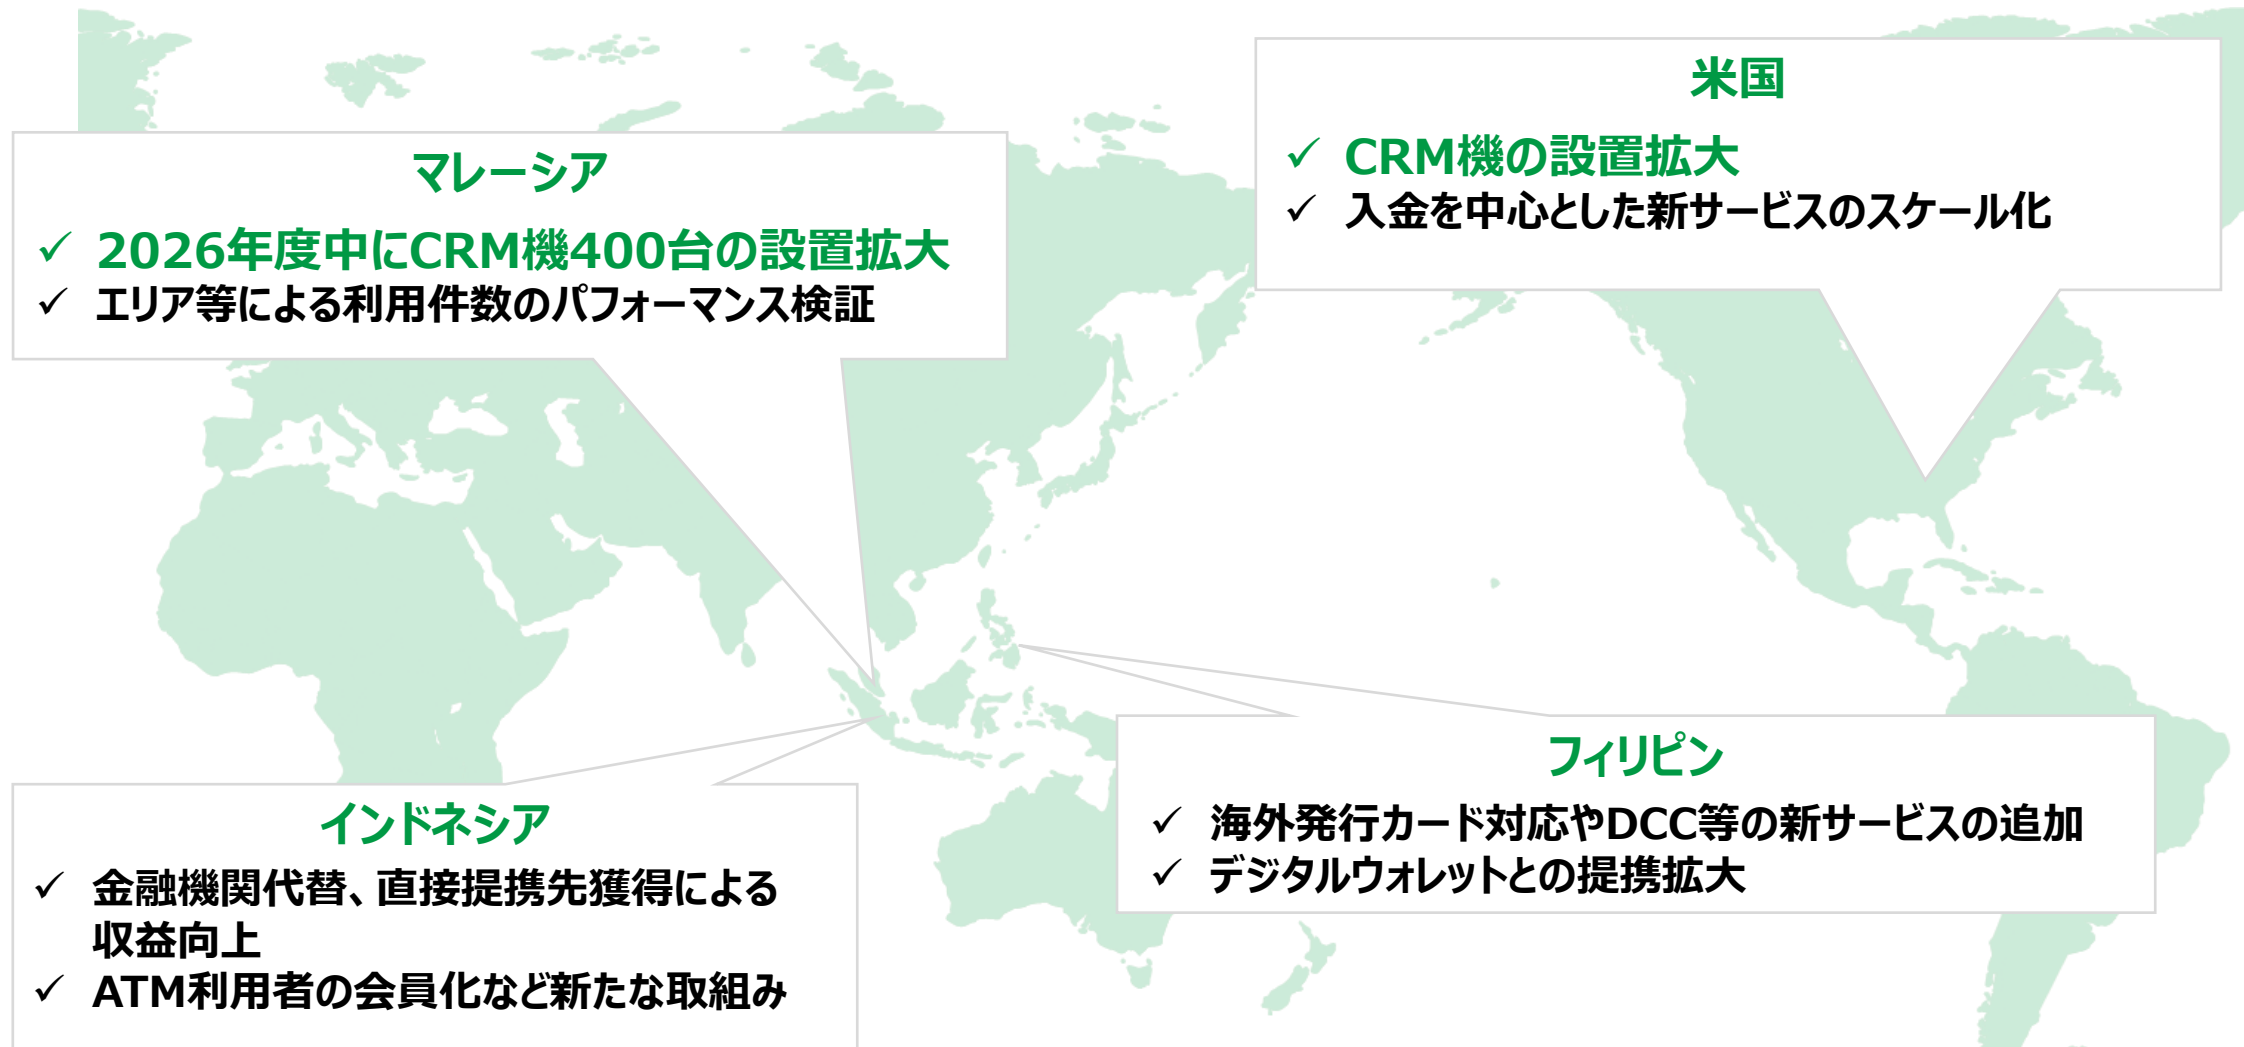 マレーシア
✓ 2026年度中にCRM機400台の設置拡大
✓ エリア等による利用件数のパフォーマンス検証
米国
✓ CRM機の設置拡大
✓ 入金を中心とした新サービスのスケール化
インドネシア
✓ 金融機関代替、直接提携先獲得による
収益向上
✓ ATM利用者の会員化など新たな取組み
フィリピン
✓ 海外発行カード対応やDCC等の新サービスの追加
✓ デジタルウォレットとの提携拡大